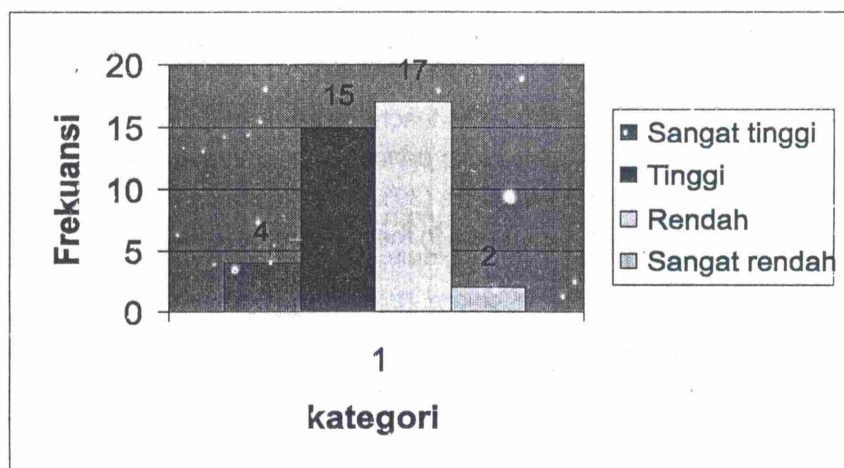 20
15
10
5
0
Frekuansi
4
15
17
2
1
kategori
Sangat tinggi
Tinggi
Rendah
Sangat rendah